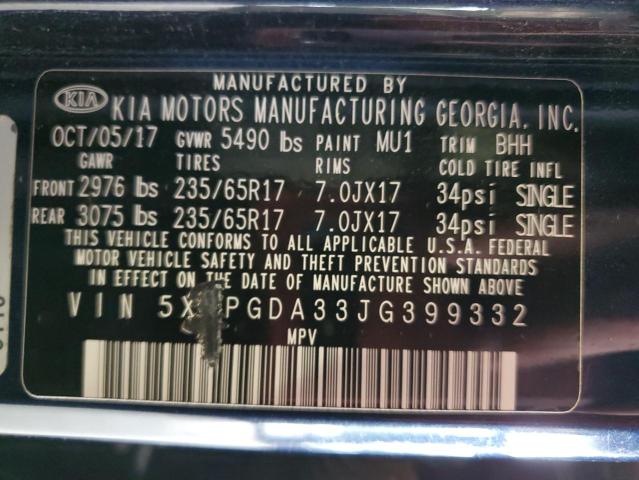 MANUFACTURED BY
KIA KIA MOTORS MANUFACTURING GEORGIA, INC.
OCT/05/17 GVWR 5490 lbs PAINT MU1 TRIM BHH
GAWR TIRES RIMS COLD TIRE INFL
FRONT 2976 lbs 235/65R17 7.0JX17 34psi SINGLE
REAR 3075 lbs 235/65R17 7.0JX17 34psi SINGLE
THIS VEHICLE CONFORMS TO ALL APPLICABLE U.S.A. FEDERAL
MOTOR VEHICLE SAFETY AND THEFT PREVENTION STANDARDS
IN EFFECT ON THE DATE OF MANUFACTURE SHOWN ABOVE
VIN
MPV